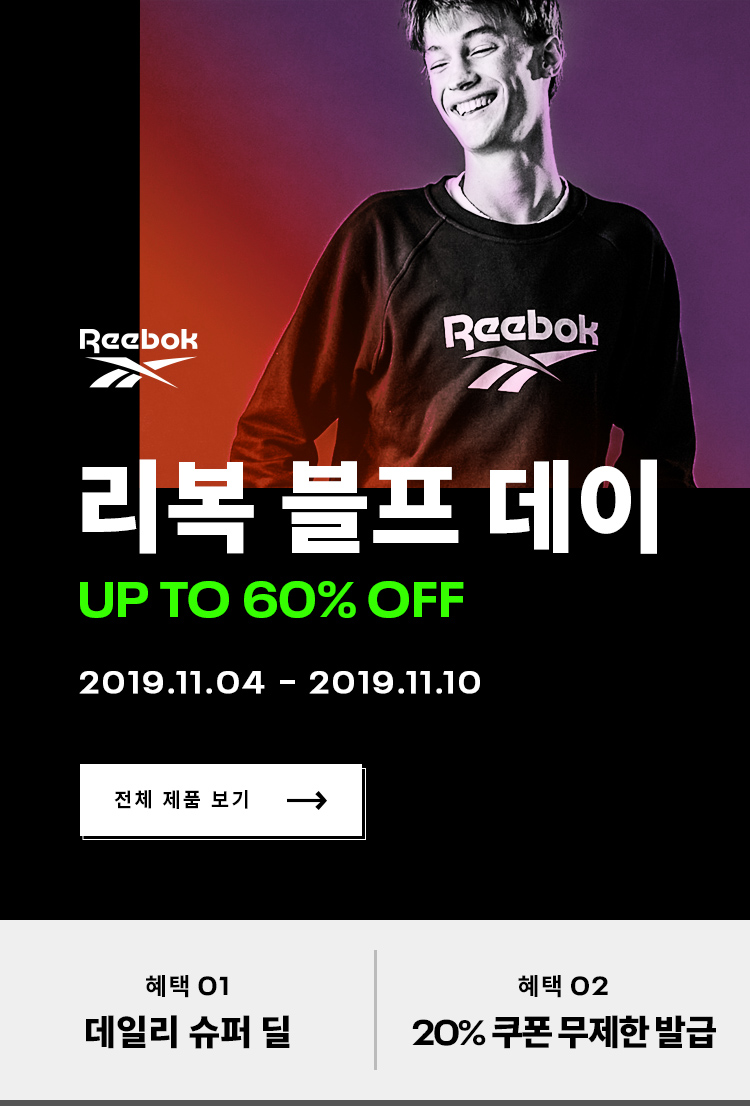 Reebok
Reebok
리복 블프 데이
UP TO 60% OFF
2019.11.04 - 2019.11.10
전체 제품 보기
혜택 01
데일리 슈퍼 딜
혜택 02
20% 쿠폰 무제한 발급